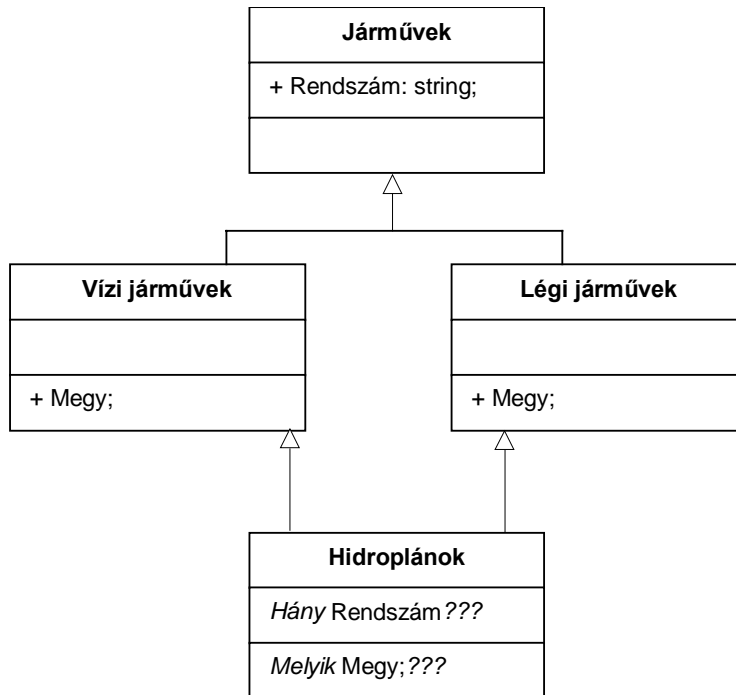 Járművek
+ Rendszám: string;
Vízi járművek
+ Megy;
Légi járművek
+ Megy;
Hidroplánok
Hány Rendszám???
Melyik Megy;???